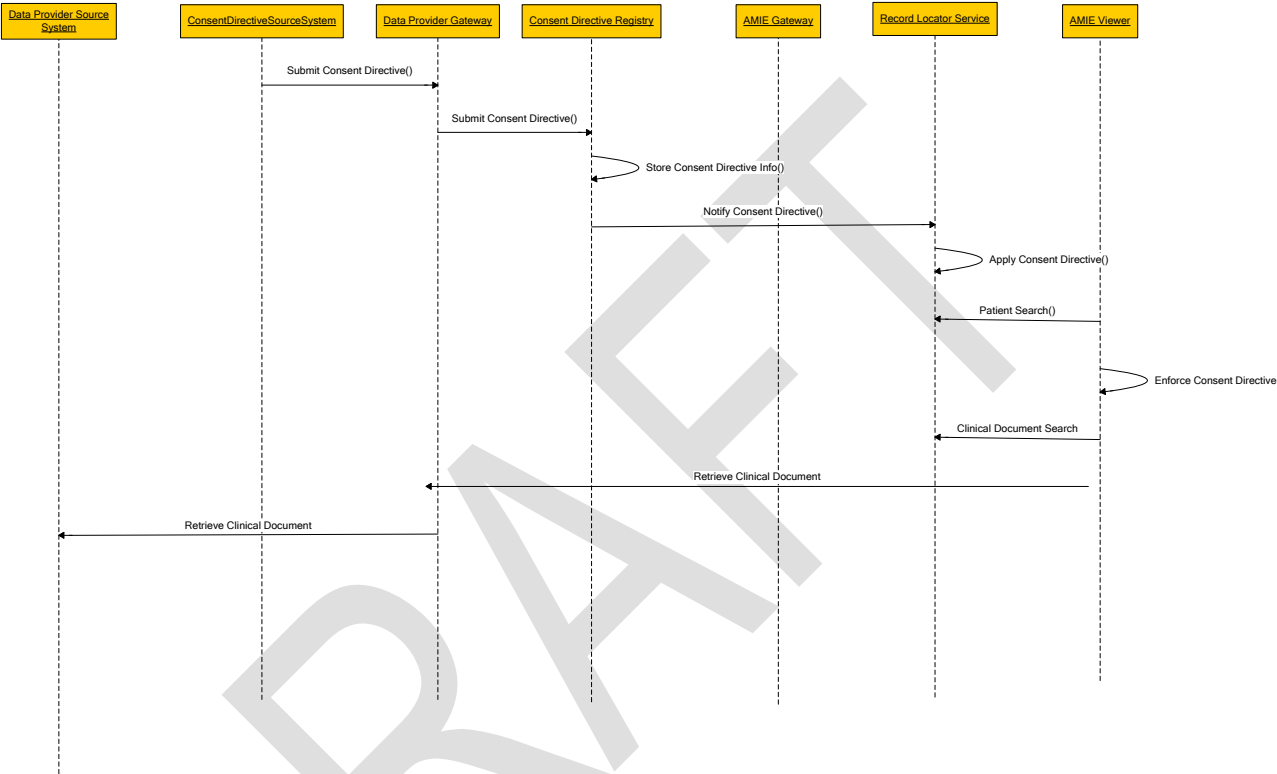 Data Provider Source
System
ConsentDirectiveSourceSystem
Data Provider Gateway
Consent Directive Registry
AMIE Gateway
Record Locator Service
AMIE Viewer
Submit Consent Directive()
Submit Consent Directive()
Store Consent Directive Info()
Notify Consent Directive()
Apply Consent Directive()
Patient Search()
Enforce Consent Directive
Clinical Document Search
Retrieve Clinical Document
Retrieve Clinical Document
RAFT